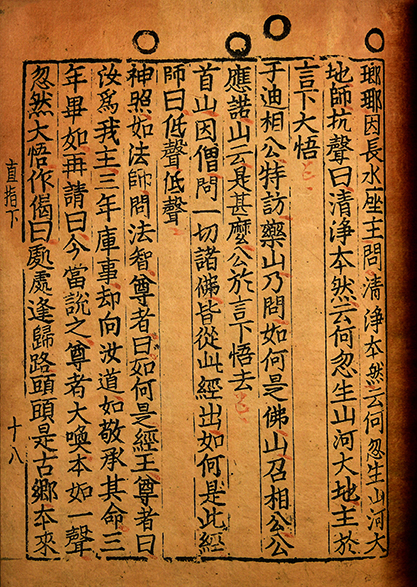 瑯瑘因長水座主問清淨本然云何忽生山河大
地師抗聲曰清淨本然云何忽生山河大地主於
言下大悟
于迪相公特訪藥山乃問如何是佛山召相公公
應諾山云是甚麽公於言下悟去
首山因僧問一切諸佛皆從此經出如何是此經
師曰低聲低聲
神照如法師問法智尊者曰如何是經王尊者曰
汝爲我主三年庫事却向汝道如敬承其命三
年畢如再請曰今當說之尊者大喚本如一聲
忽然大悟作偈曰處處逢歸路頭頭是古鄉本來
直指下
十八